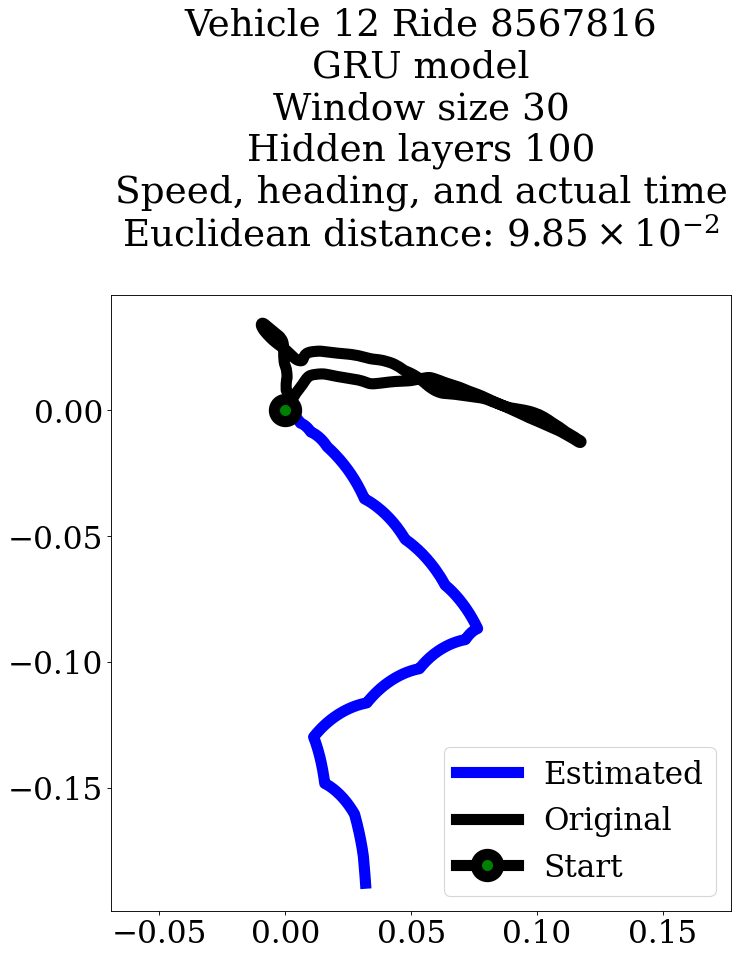 Vehicle 12 Ride 8567816
GRU model
Window size 30
Hidden layers 100
Speed, heading, and actual time
Euclidean distance: 9.85 × 10⁻²
0.00
−0.05
−0.10
−0.15
Estimated
Original
Start
−0.05 0.00 0.05 0.10 0.15